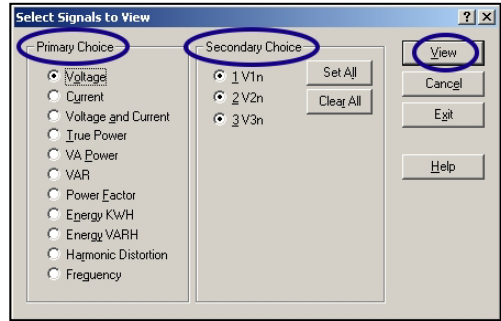 Select Signals to View
Primary Choice
Voltage
Current
Voltage and Current
True Power
VA Power
VAR
Power Factor
Energy KWH
Energy VARH
Harmonic Distortion
Freguency
Secondary Choice
1 V1n
2 V2n
3 V3n
Set All
Clear All
View
Cancel
Exit
Help